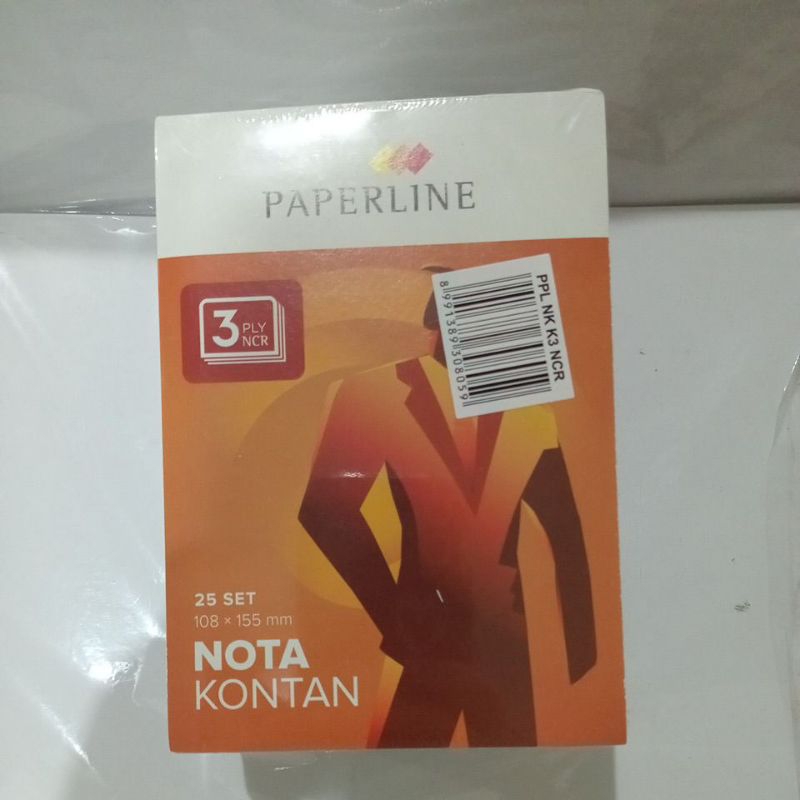 PAPERLINE
3 PLY
NCR
PPL NK K3 NCR
8991389308059
25 SET
108 × 155 mm
NOTA
KONTAN